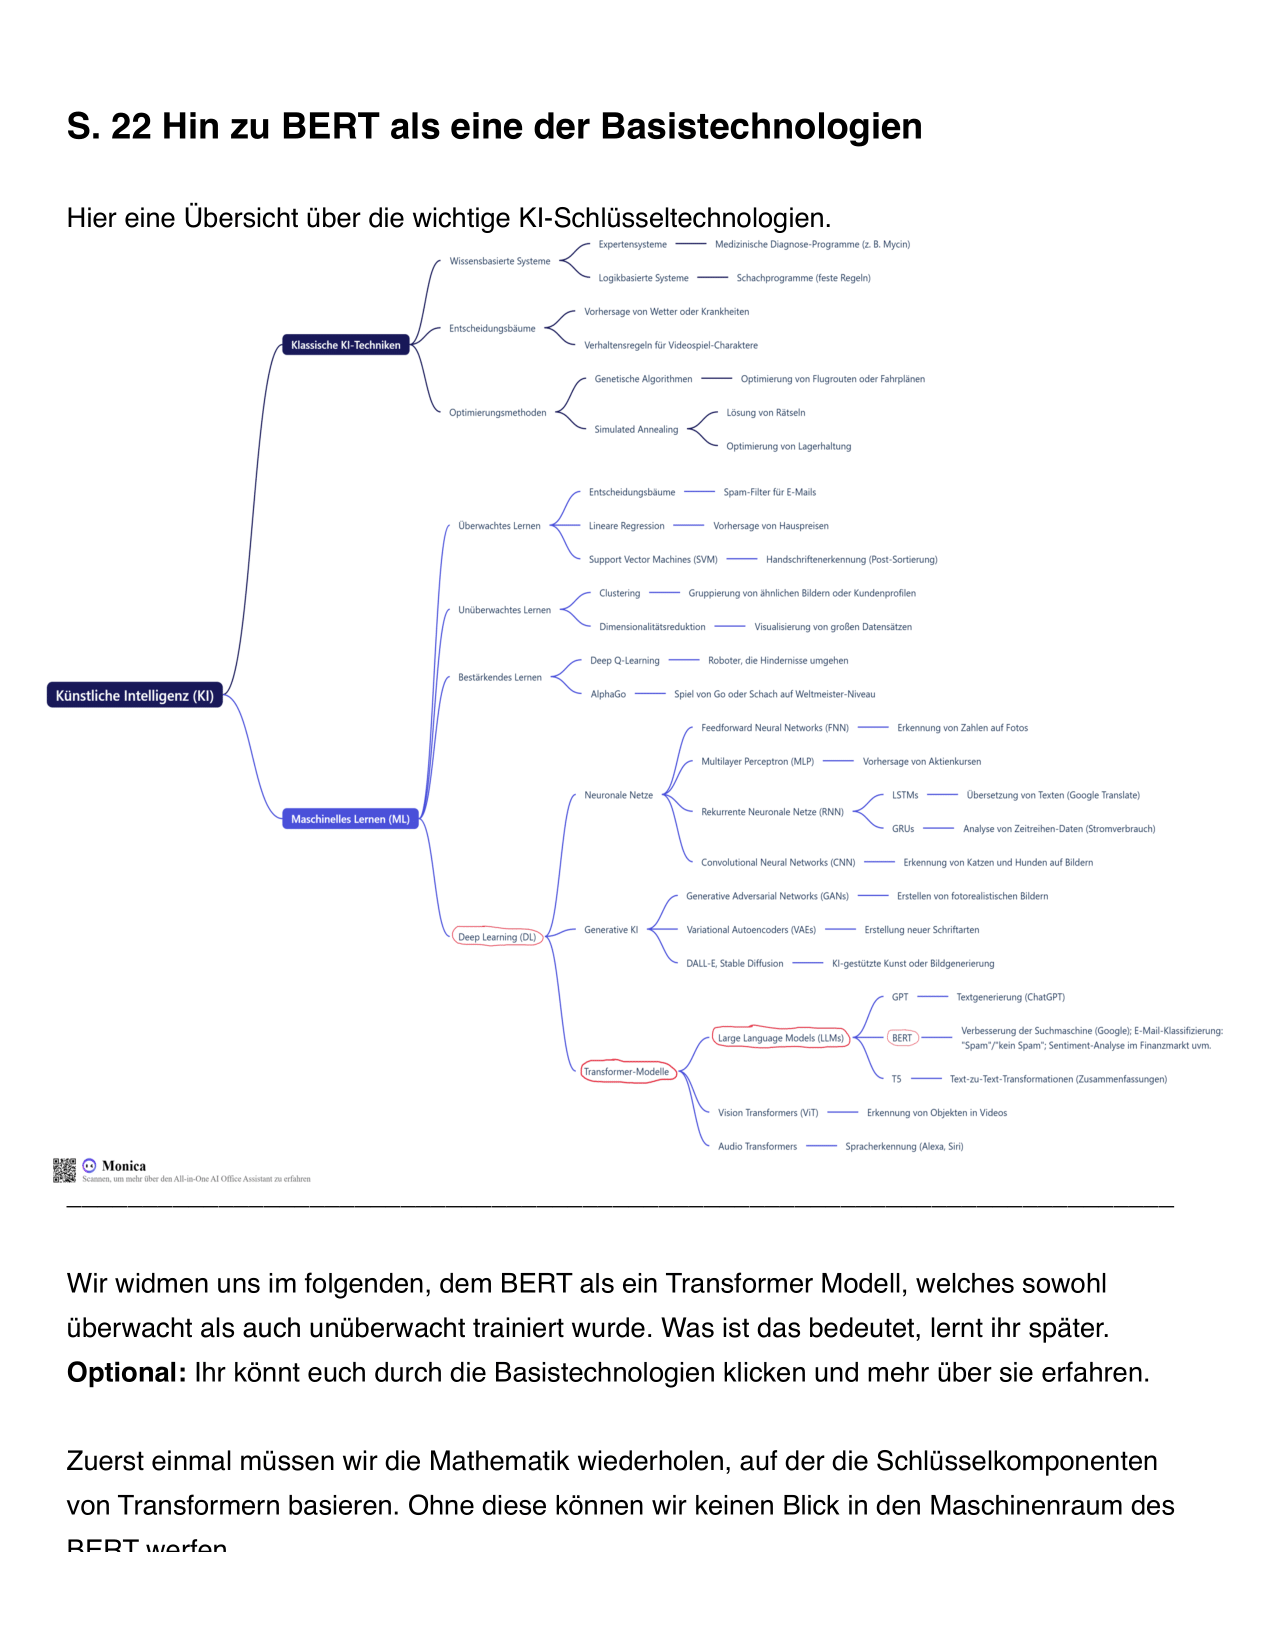 S. 22 Hin zu BERT als eine der Basistechnologien
Hier eine Übersicht über die wichtige KI-Schlüsseltechnologien.
Künstliche Intelligenz (KI)
Klassische KI-Techniken
Wissensbasierte Systeme
Expertensysteme
Medizinische Diagnose-Programme (z. B. Mycin)
Logikbasierte Systeme
Schachprogramme (feste Regeln)
Entscheidungsbäume
Vorhersage von Wetter oder Krankheiten
Verhaltensregeln für Videospiel-Charaktere
Optimierungsmethoden
Genetische Algorithmen
Optimierung von Flugrouten oder Fahrplänen
Simulated Annealing
Lösung von Rätseln
Optimierung von Lagerhaltung
Maschinelles Lernen (ML)
Überwachtes Lernen
Entscheidungsbäume
Spam-Filter für E-Mails
Lineare Regression
Vorhersage von Hauspreisen
Support Vector Machines (SVM)
Handschriftenerkennung (Post-Sortierung)
Unüberwachtes Lernen
Clustering
Gruppierung von ähnlichen Bildern oder Kundenprofilen
Dimensionalitätsreduktion
Visualisierung von großen Datensätzen
Bestärkendes Lernen
Deep Q-Learning
Roboter, die Hindernisse umgehen
AlphaGo
Spiel von Go oder Schach auf Weltmeister-Niveau
Deep Learning (DL)
Neuronale Netze
Feedforward Neural Networks (FNN)
Erkennung von Zahlen auf Fotos
Multilayer Perceptron (MLP)
Vorhersage von Aktienkursen
Rekurrente Neuronale Netze (RNN)
LSTMs
Übersetzung von Texten (Google Translate)
GRUs
Analyse von Zeitreihen-Daten (Stromverbrauch)
Convolutional Neural Networks (CNN)
Erkennung von Katzen und Hunden auf Bildern
Generative KI
Generative Adversarial Networks (GANs)
Erstellen von fotorealistischen Bildern
Variational Autoencoders (VAEs)
Erstellung neuer Schriftarten
DALL-E, Stable Diffusion
KI-gestützte Kunst oder Bildgenerierung
Transformer-Modelle
Large Language Models (LLMs)
GPT
Textgenerierung (ChatGPT)
BERT
Verbesserung der Suchmaschine (Google); E-Mail-Klassifizierung:
"Spam"/"kein Spam"; Sentiment-Analyse im Finanzmarkt uvm.
T5
Text-zu-Text-Transformationen (Zusammenfassungen)
Vision Transformers (ViT)
Erkennung von Objekten in Videos
Audio Transformers
Spracherkennung (Alexa, Siri)
Monica
Scannen, um mehr über den All-in-One AI Office Assistant zu erfahren
Wir widmen uns im folgenden, dem BERT als ein Transformer Modell, welches sowohl
überwacht als auch unüberwacht trainiert wurde. Was ist das bedeutet, lernt ihr später.
Optional: Ihr könnt euch durch die Basistechnologien klicken und mehr über sie erfahren.
Zuerst einmal müssen wir die Mathematik wiederholen, auf der die Schlüsselkomponenten
von Transformern basieren. Ohne diese können wir keinen Blick in den Maschinenraum des
BERT werfen